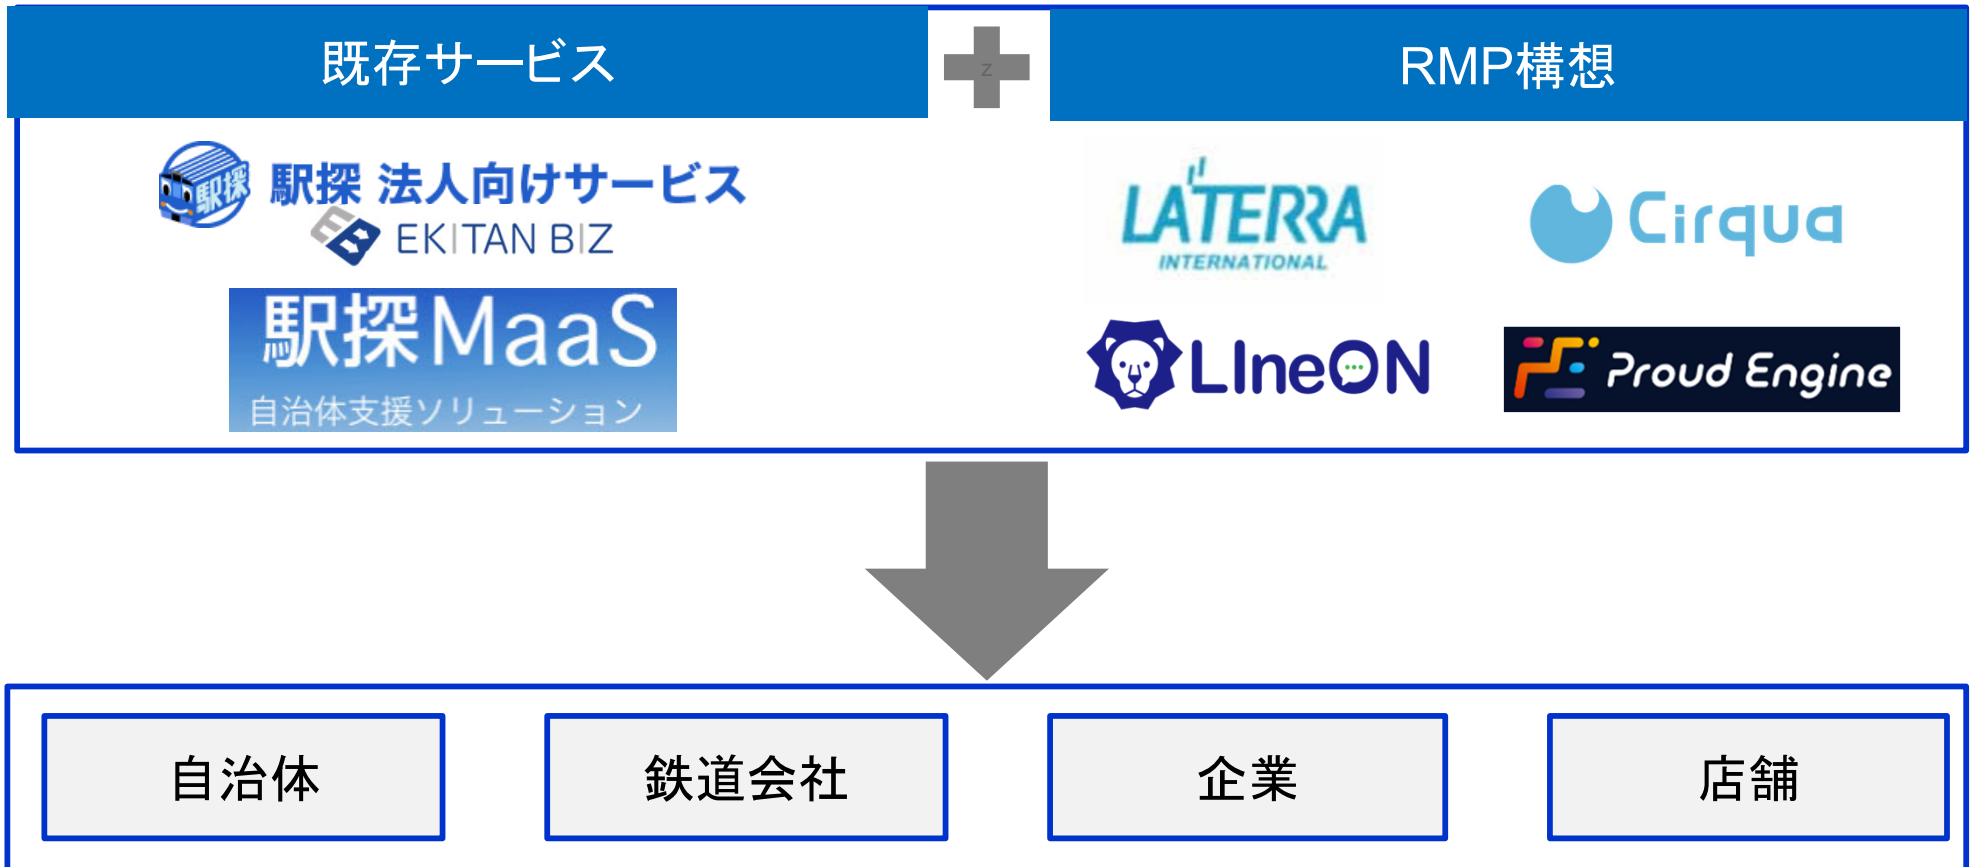 既存サービス
z
RMP構想
駅探
駅探 法人向けサービス
EKITAN BIZ
駅探MaaS
自治体支援ソリューション
LATERRA
INTERNATIONAL
Cirqua
LIneON
Proud Engine
自治体
鉄道会社
企業
店舗